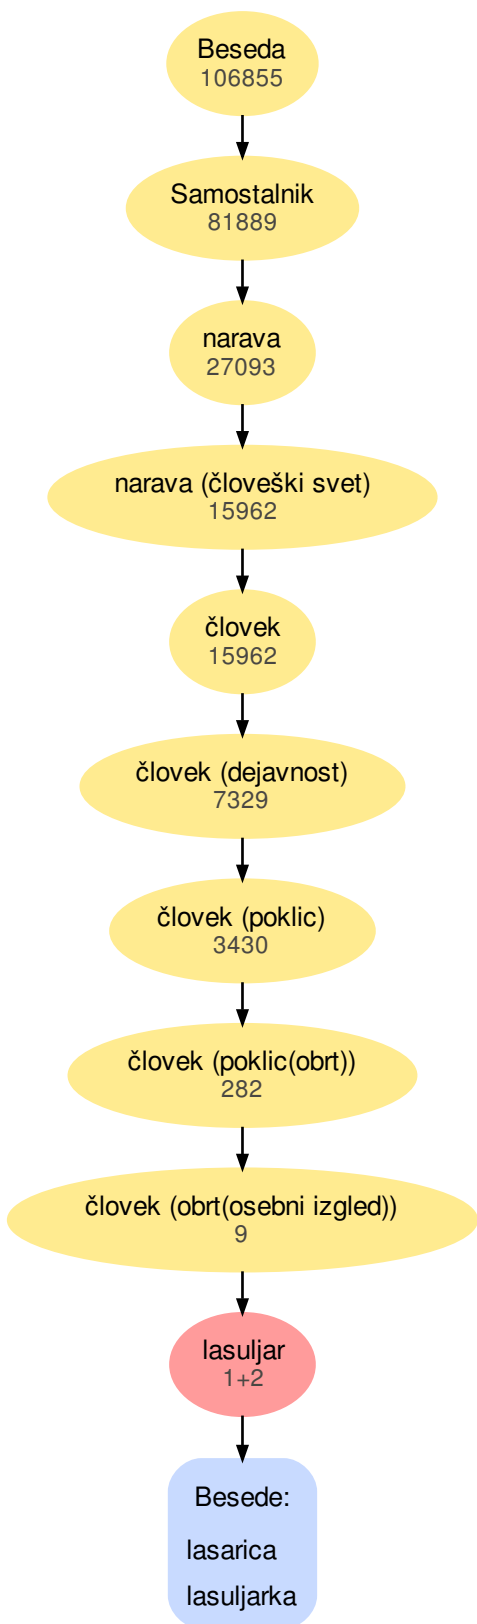 Beseda
106855
Samostalnik
81889
narava
27093
narava (človeški svet)
15962
človek
15962
človek (dejavnost)
7329
človek (poklic)
3430
človek (poklic(obrt))
282
človek (obrt(osebni izgled))
9
lasuljar
1+2
Besede:
lasarica
lasuljarka